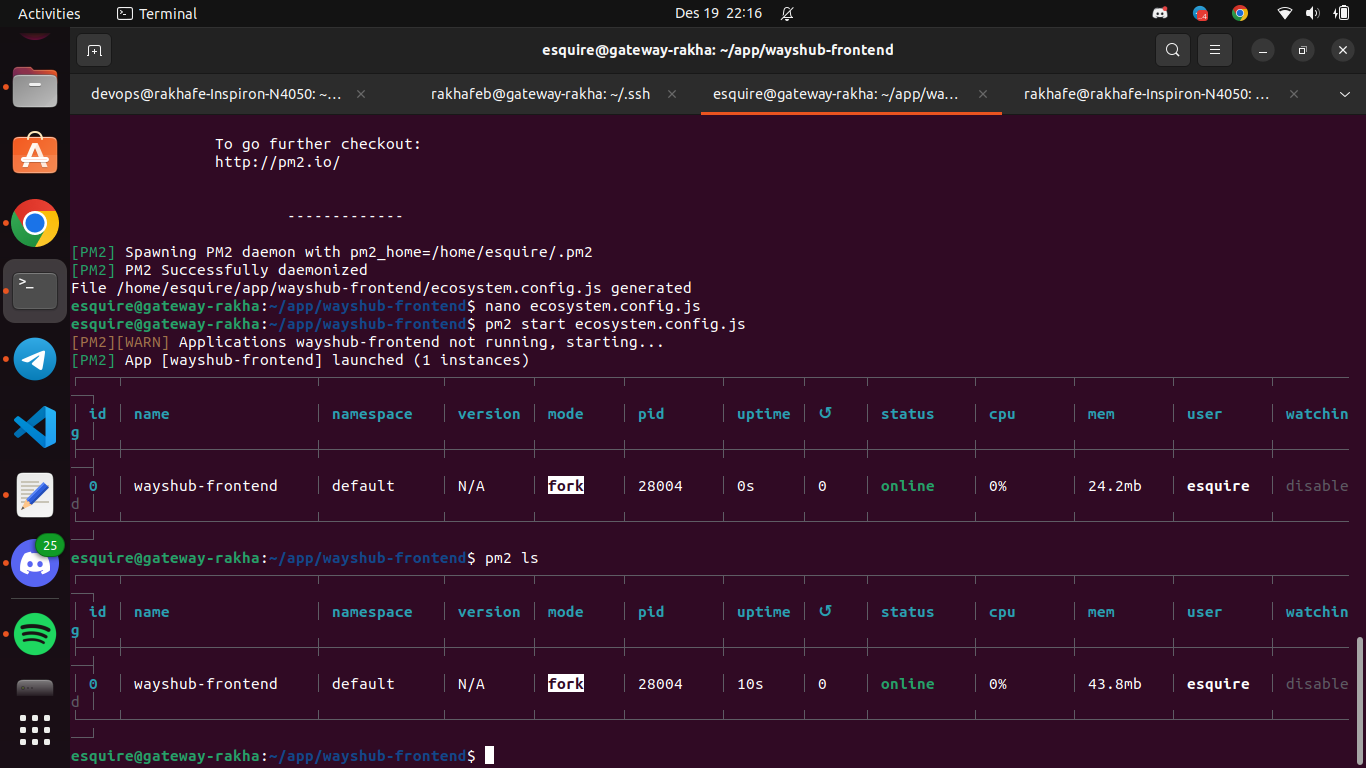 Activities Terminal Des 19 22:16
esquire@gateway-rakha: ~/app/wayshub-frontend
devops@rakhafe-Inspiron-N4050: ~… rakhafeb@gateway-rakha: ~/.ssh esquire@gateway-rakha: ~/app/wa… rakhafe@rakhafe-Inspiron-N4050: …
To go further checkout:
http://pm2.io/
-------------
[PM2] Spawning PM2 daemon with pm2_home=/home/esquire/.pm2
[PM2] PM2 Successfully daemonized
File /home/esquire/app/wayshub-frontend/ecosystem.config.js generated
esquire@gateway-rakha:~/app/wayshub-frontend$ nano ecosystem.config.js
esquire@gateway-rakha:~/app/wayshub-frontend$ pm2 start ecosystem.config.js
[PM2][WARN] Applications wayshub-frontend not running, starting...
[PM2] App [wayshub-frontend] launched (1 instances)
id │ name │ namespace │ version │ mode │ pid │ uptime │ ↺ │ status │ cpu │ mem │ user │ watchin
g │
0 │ wayshub-frontend │ default │ N/A │ fork │ 28004 │ 0s │ 0 │ online │ 0% │ 24.2mb │ esquire │ disable
d │
esquire@gateway-rakha:~/app/wayshub-frontend$ pm2 ls
id │ name │ namespace │ version │ mode │ pid │ uptime │ ↺ │ status │ cpu │ mem │ user │ watchin
g │
0 │ wayshub-frontend │ default │ N/A │ fork │ 28004 │ 10s │ 0 │ online │ 0% │ 43.8mb │ esquire │ disable
d │
esquire@gateway-rakha:~/app/wayshub-frontend$
25